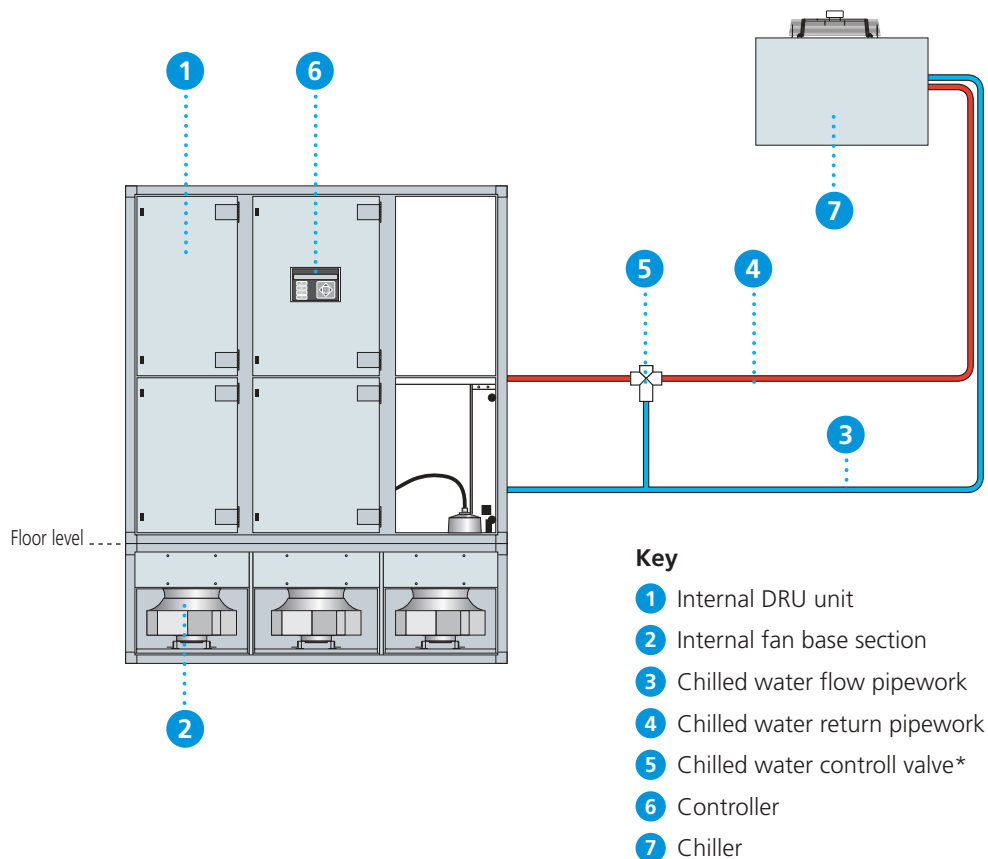 1
6
7
5
4
3
Floor level
2
Key
1 Internal DRU unit
2 Internal fan base section
3 Chilled water flow pipework
4 Chilled water return pipework
5 Chilled water controll valve*
6 Controller
7 Chiller